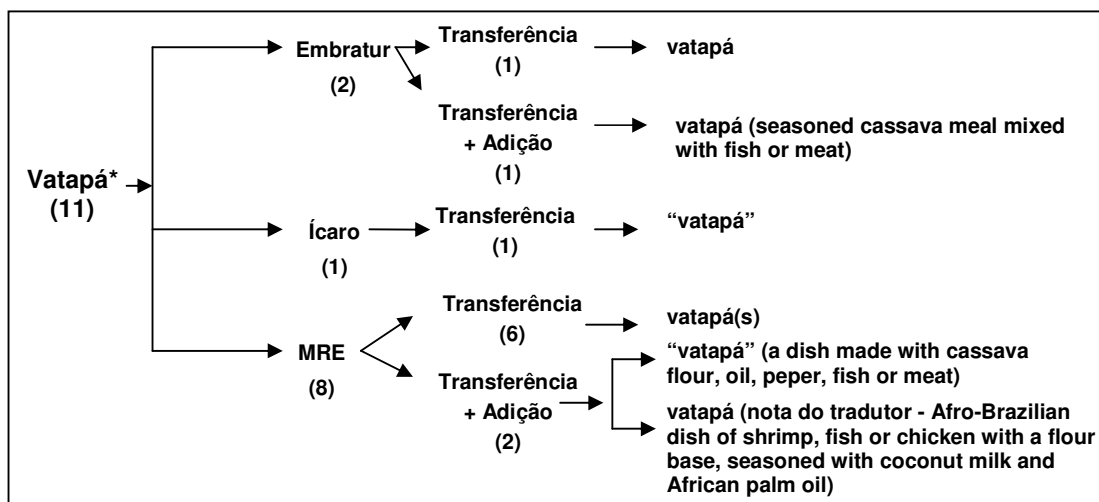 Vatapá*
(11)
Embratur
(2)
Transferência
(1)
vatapá
Transferência
+ Adição
(1)
vatapá (seasoned cassava meal mixed
with fish or meat)
Ícaro
(1)
Transferência
(1)
“vatapá”
MRE
(8)
Transferência
(6)
vatapá(s)
Transferência
+ Adição
(2)
“vatapá” (a dish made with cassava
flour, oil, peper, fish or meat)
vatapá (nota do tradutor - Afro-Brazilian
dish of shrimp, fish or chicken with a flour
base, seasoned with coconut milk and
African palm oil)